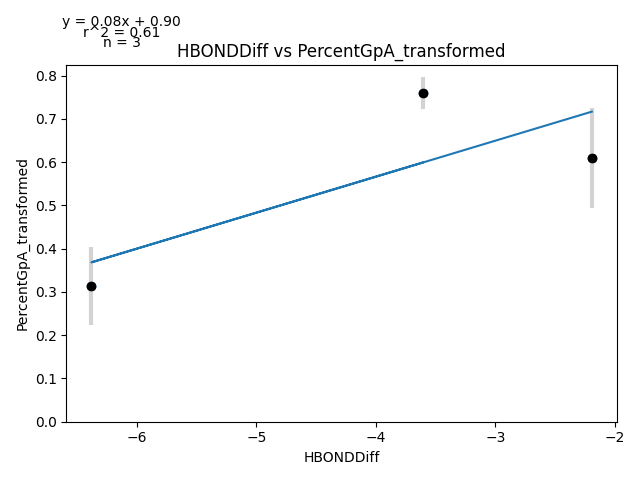 y = 0.08x + 0.90
r^2 = 0.61
n = 3
HBONDDiff vs PercentGpA_transformed
PercentGpA_transformed
0.8
0.7
0.6
0.5
0.4
0.3
0.2
0.1
0.0
−6
−5
−4
−3
−2
HBONDDiff